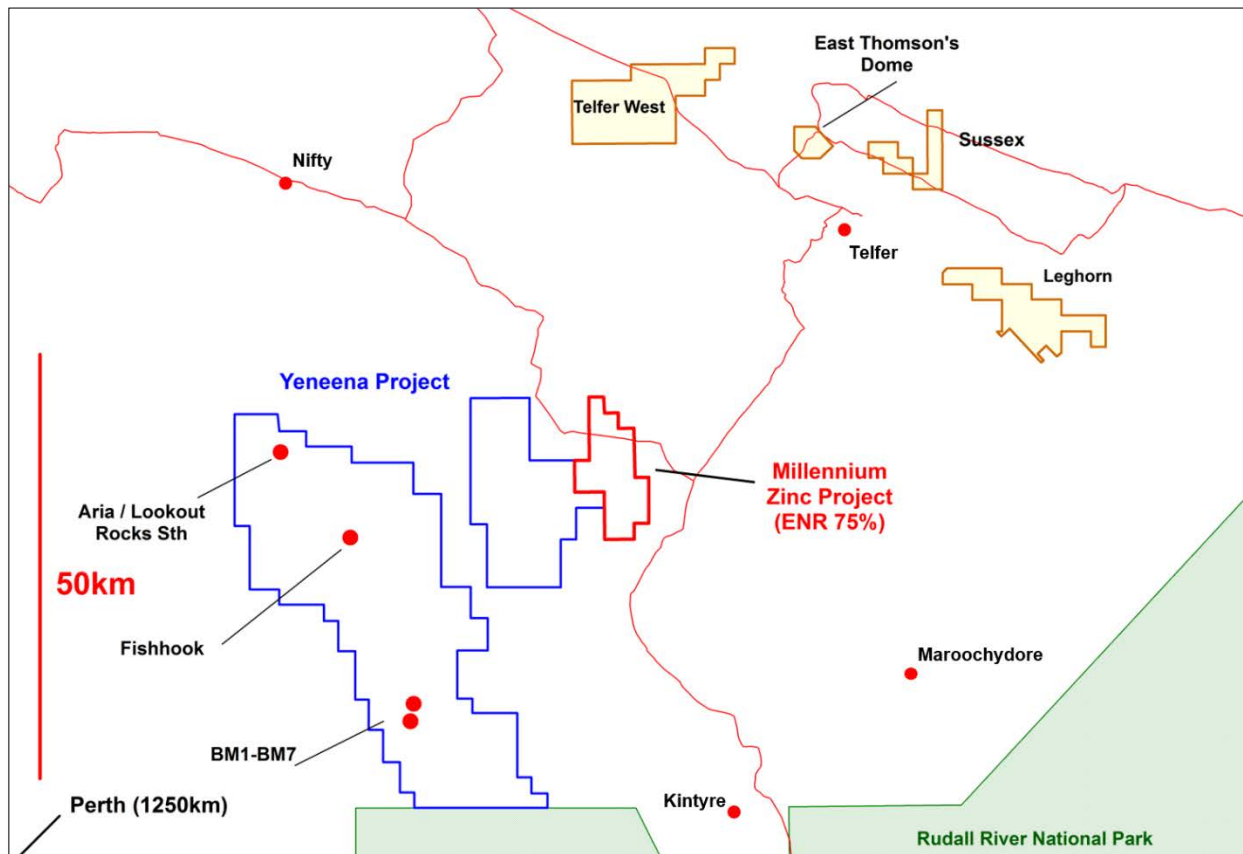 East Thomson's
Dome
Telfer West
Sussex
Nifty
Telfer
Leghorn
Yeneena Project
Millennium
Zinc Project
(ENR 75%)
Aria / Lookout
Rocks Sth
50km
Fishhook
Maroochydore
BM1-BM7
Perth (1250km)
Kintyre
Rudall River National Park